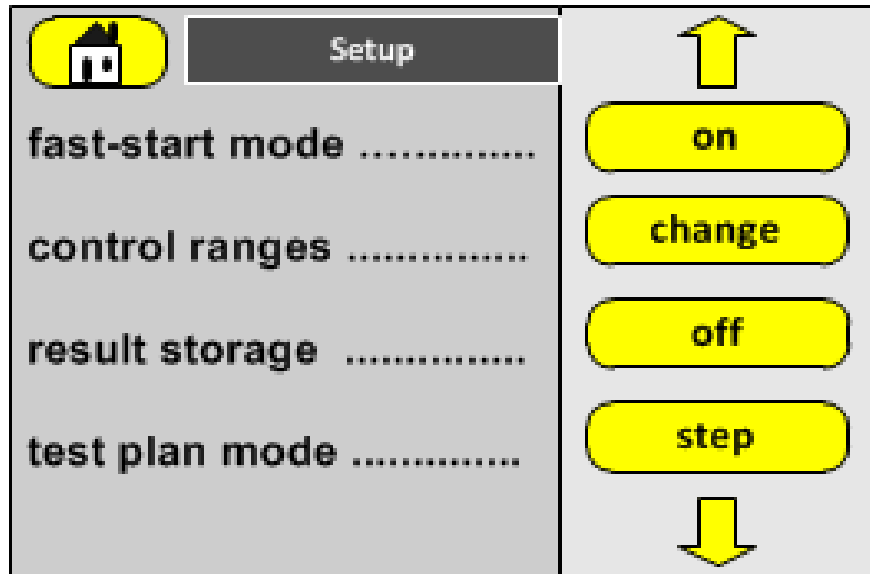 Setup
fast-start mode ................ on
control ranges ............... change
result storage ............... off
test plan mode .............. step